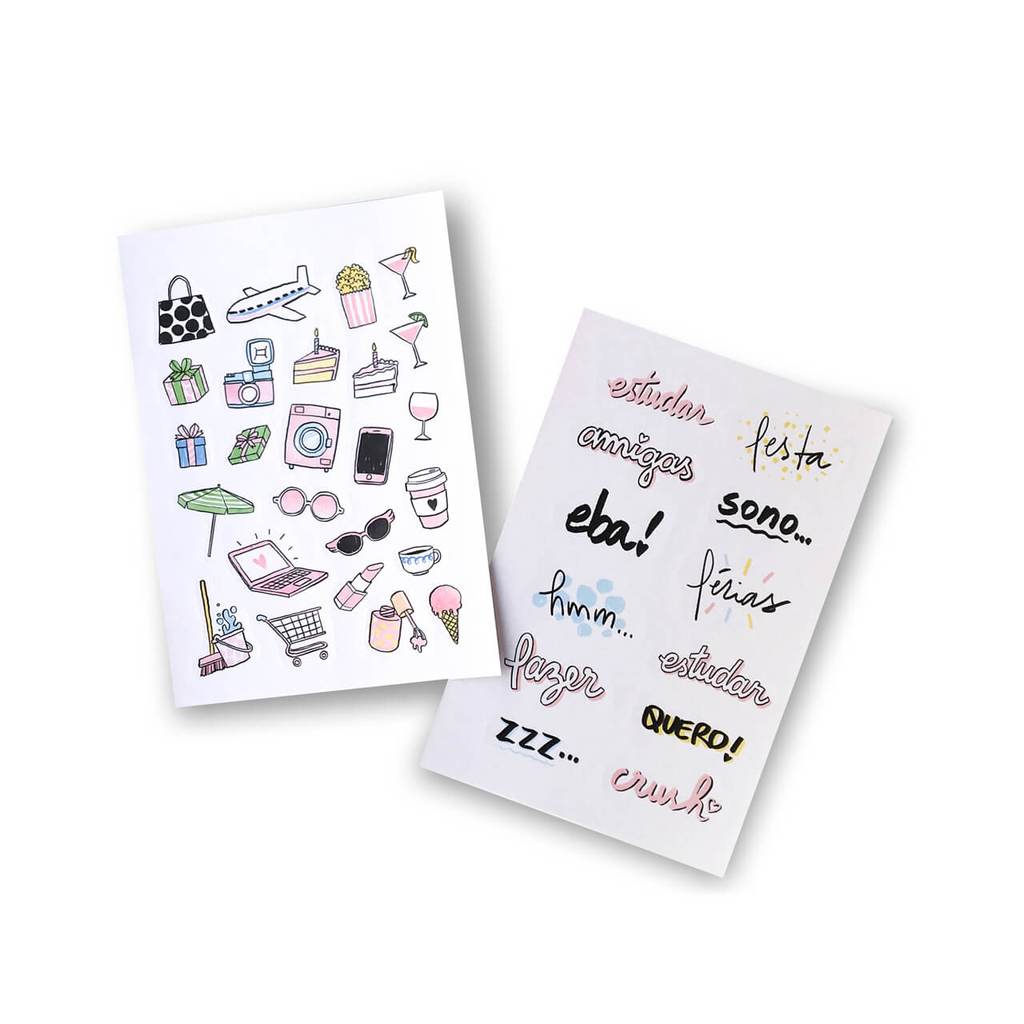 estudar
festa
amigas
sono...
eba!
férias
hmm...
estudar
fazer
QUERO!
zzz...
crush